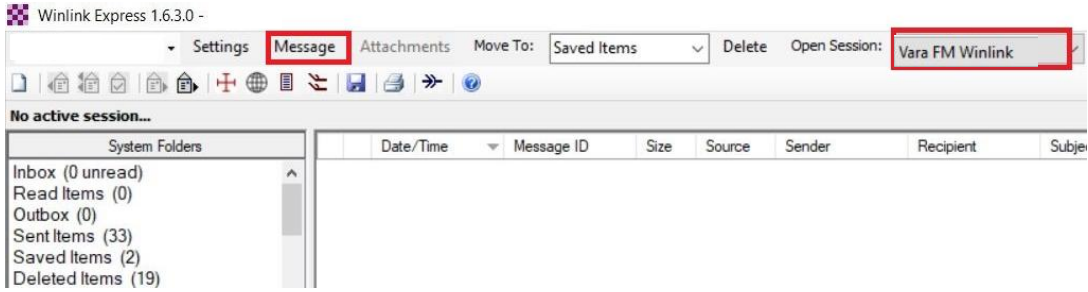 Winlink Express 1.6.3.0 -
Settings Message Attachments Move To: Saved Items Delete Open Session: Vara FM Winlink
No active session...
System Folders Date/Time Message ID Size Source Sender Recipient Subje
Inbox (0 unread)
Read Items (0)
Outbox (0)
Sent Items (33)
Saved Items (2)
Deleted Items (19)